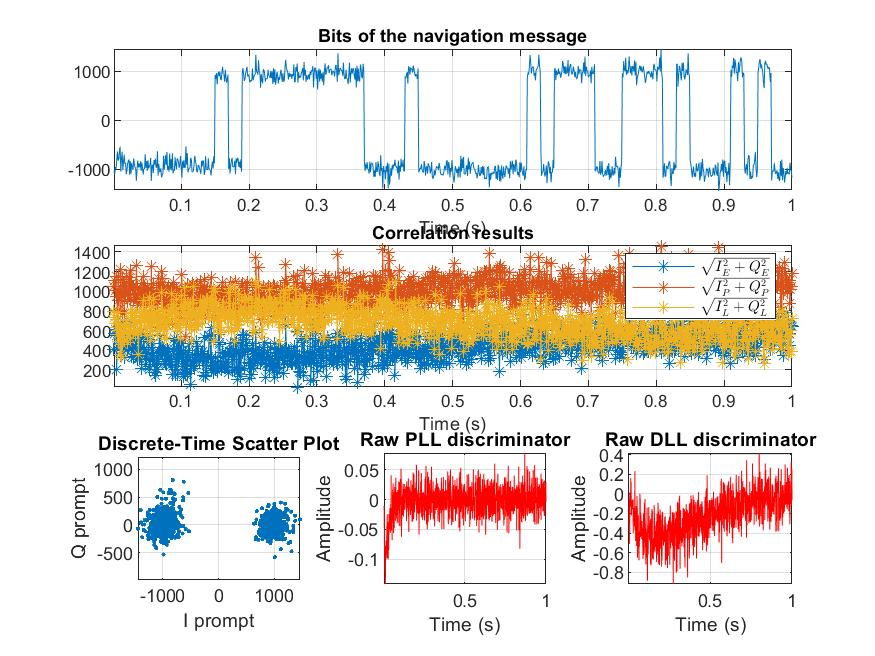 Bits of the navigation message
1000
0
-1000
0.1 0.2 0.3 0.4 0.5 0.6 0.7 0.8 0.9 1
Time (s)
Correlation results
1400
1200
1000
800
600
400
200
√I_E^2 + Q_E^2
√I_P^2 + Q_P^2
√I_L^2 + Q_L^2
0.1 0.2 0.3 0.4 0.5 0.6 0.7 0.8 0.9 1
Time (s)
Discrete-Time Scatter Plot
Q prompt
1000
500
0
-500
-1000 0 1000
I prompt
Raw PLL discriminator
Amplitude
0.05
0
-0.05
-0.1
0.5 1
Time (s)
Raw DLL discriminator
Amplitude
0.4
0.2
0
-0.2
-0.4
-0.6
-0.8
0.5 1
Time (s)